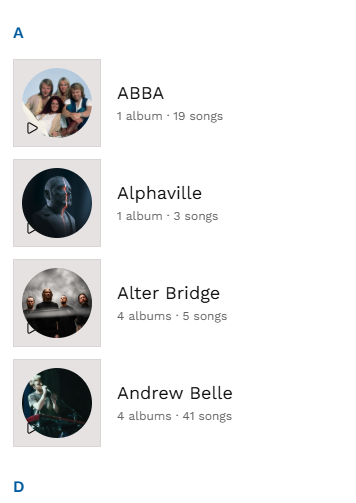 A
ABBA
1 album · 19 songs
Alphaville
1 album · 3 songs
Alter Bridge
4 albums · 5 songs
Andrew Belle
4 albums · 41 songs
D